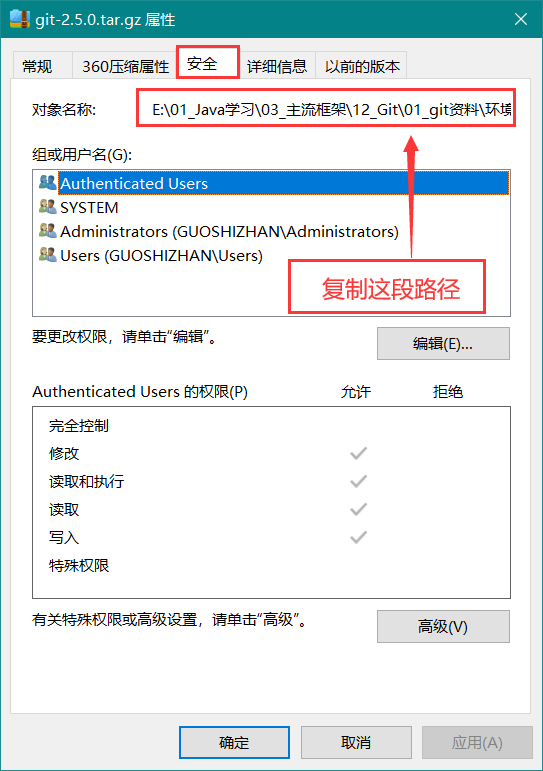 git-2.5.0.tar.gz 属性
常规 360压缩属性 安全 详细信息 以前的版本
对象名称: E:\01_Java学习\03_主流框架\12_Git\01_git资料\环境
组或用户名(G):
Authenticated Users
SYSTEM
Administrators (GUOSHIZHAN\Administrators)
Users (GUOSHIZHAN\Users)
复制这段路径
要更改权限，请单击“编辑”。
编辑(E)...
Authenticated Users 的权限(P) 允许 拒绝
完全控制
修改
读取和执行
读取
写入
特殊权限
有关特殊权限或高级设置，请单击“高级”。
高级(V)
确定 取消 应用(A)